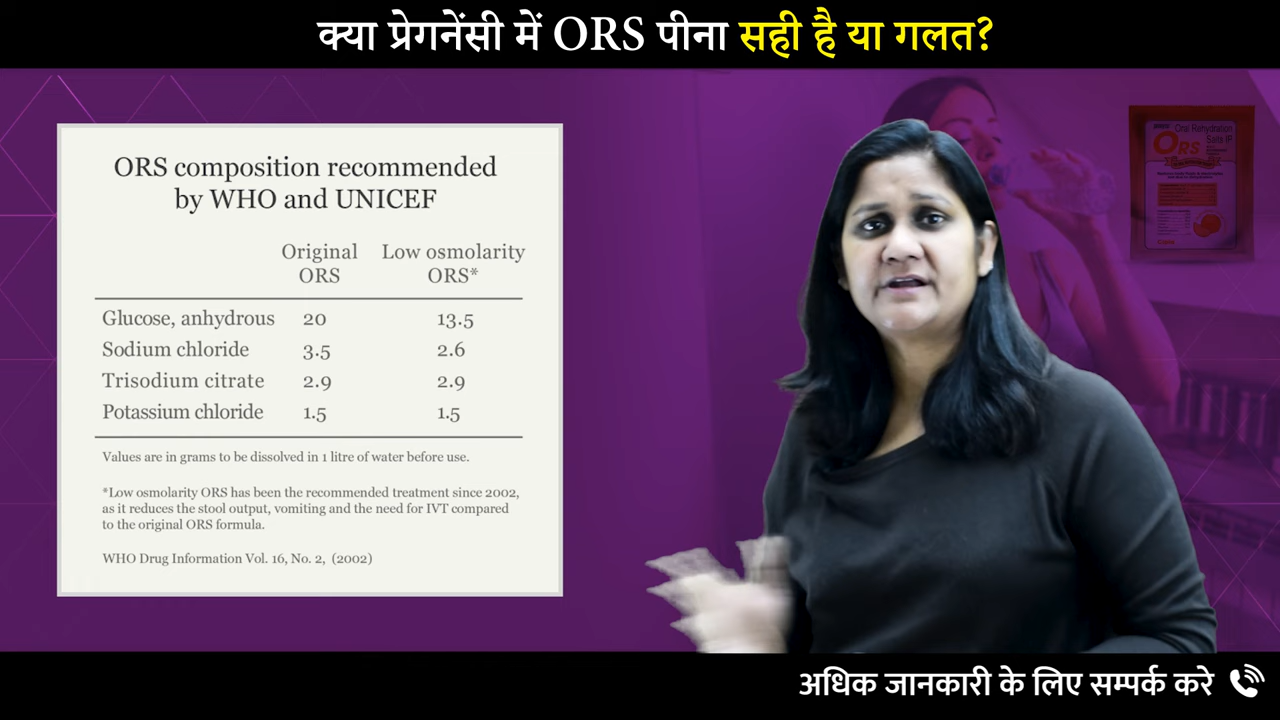 क्या प्रेगनेंसी में ORS पीना सही है या गलत?
ORS composition recommended
by WHO and UNICEF
Original Low osmolarity
ORS ORS*
Glucose, anhydrous 20 13.5
Sodium chloride 3.5 2.6
Trisodium citrate 2.9 2.9
Potassium chloride 1.5 1.5
Values are in grams to be dissolved in 1 litre of water before use.
*Low osmolarity ORS has been the recommended treatment since 2002,
as it reduces the stool output, vomiting and the need for IVT compared
to the original ORS formula.
WHO Drug Information Vol. 16, No. 2, (2002)
Oral Rehydration
Salts IP
ORS
अधिक जानकारी के लिए सम्पर्क करे